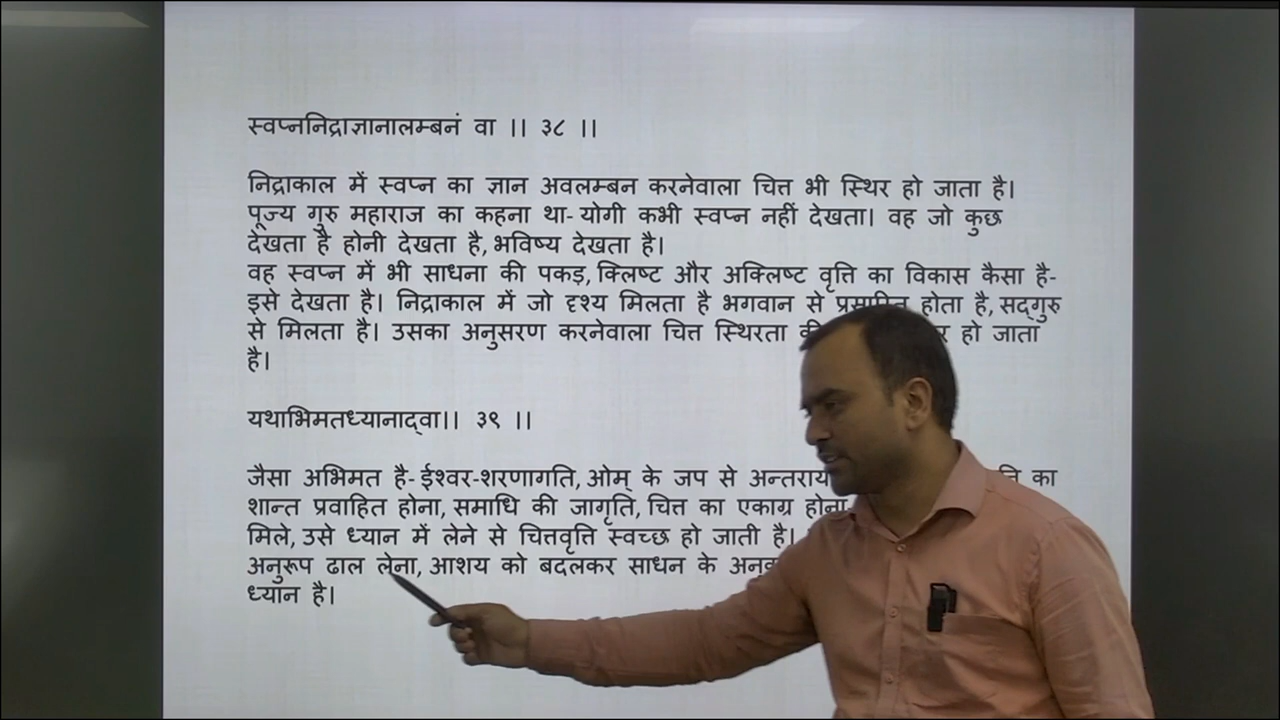 स्वप्ननिद्राज्ञानालम्बनं वा ।। ३८ ।।
निद्राकाल में स्वप्न का ज्ञान अवलम्बन करनेवाला चित्त भी स्थिर हो जाता है।
पूज्य गुरु महाराज का कहना था- योगी कभी स्वप्न नहीं देखता। वह जो कुछ
देखता है होनी देखता है, भविष्य देखता है।
वह स्वप्न में भी साधना की पकड़, क्लिष्ट और अक्लिष्ट वृत्ति का विकास कैसा है-
इसे देखता है। निद्राकाल में जो दृश्य मिलता है भगवान से प्रसारित होता है, सद्‌गुरु
से मिलता है। उसका अनुसरण करनेवाला चित्त स्थिरता हो जाता
है।
यथाभिमतध्यानाद्‌वा।। ३९ ।।
जैसा अभिमत है- ईश्वर-शरणागति, ओम् के जप से अन्तराय का
शान्त प्रवाहित होना, समाधि की जागृति, चित्त का एकाग्र होना
मिले, उसे ध्यान में लेने से चित्तवृत्ति स्वच्छ हो जाती है।
अनुरूप ढाल लेना, आशय को बदलकर साधन के
ध्यान है।